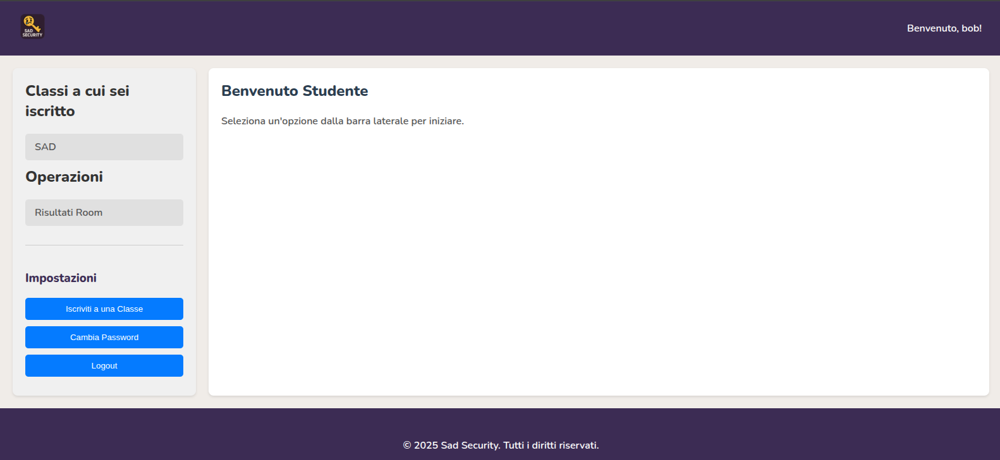 SAD
SECURITY
Benvenuto, bob!
Classi a cui sei
iscritto
SAD
Operazioni
Risultati Room
Impostazioni
Iscriviti a una Classe
Cambia Password
Logout
Benvenuto Studente
Seleziona un'opzione dalla barra laterale per iniziare.
© 2025 Sad Security. Tutti i diritti riservati.